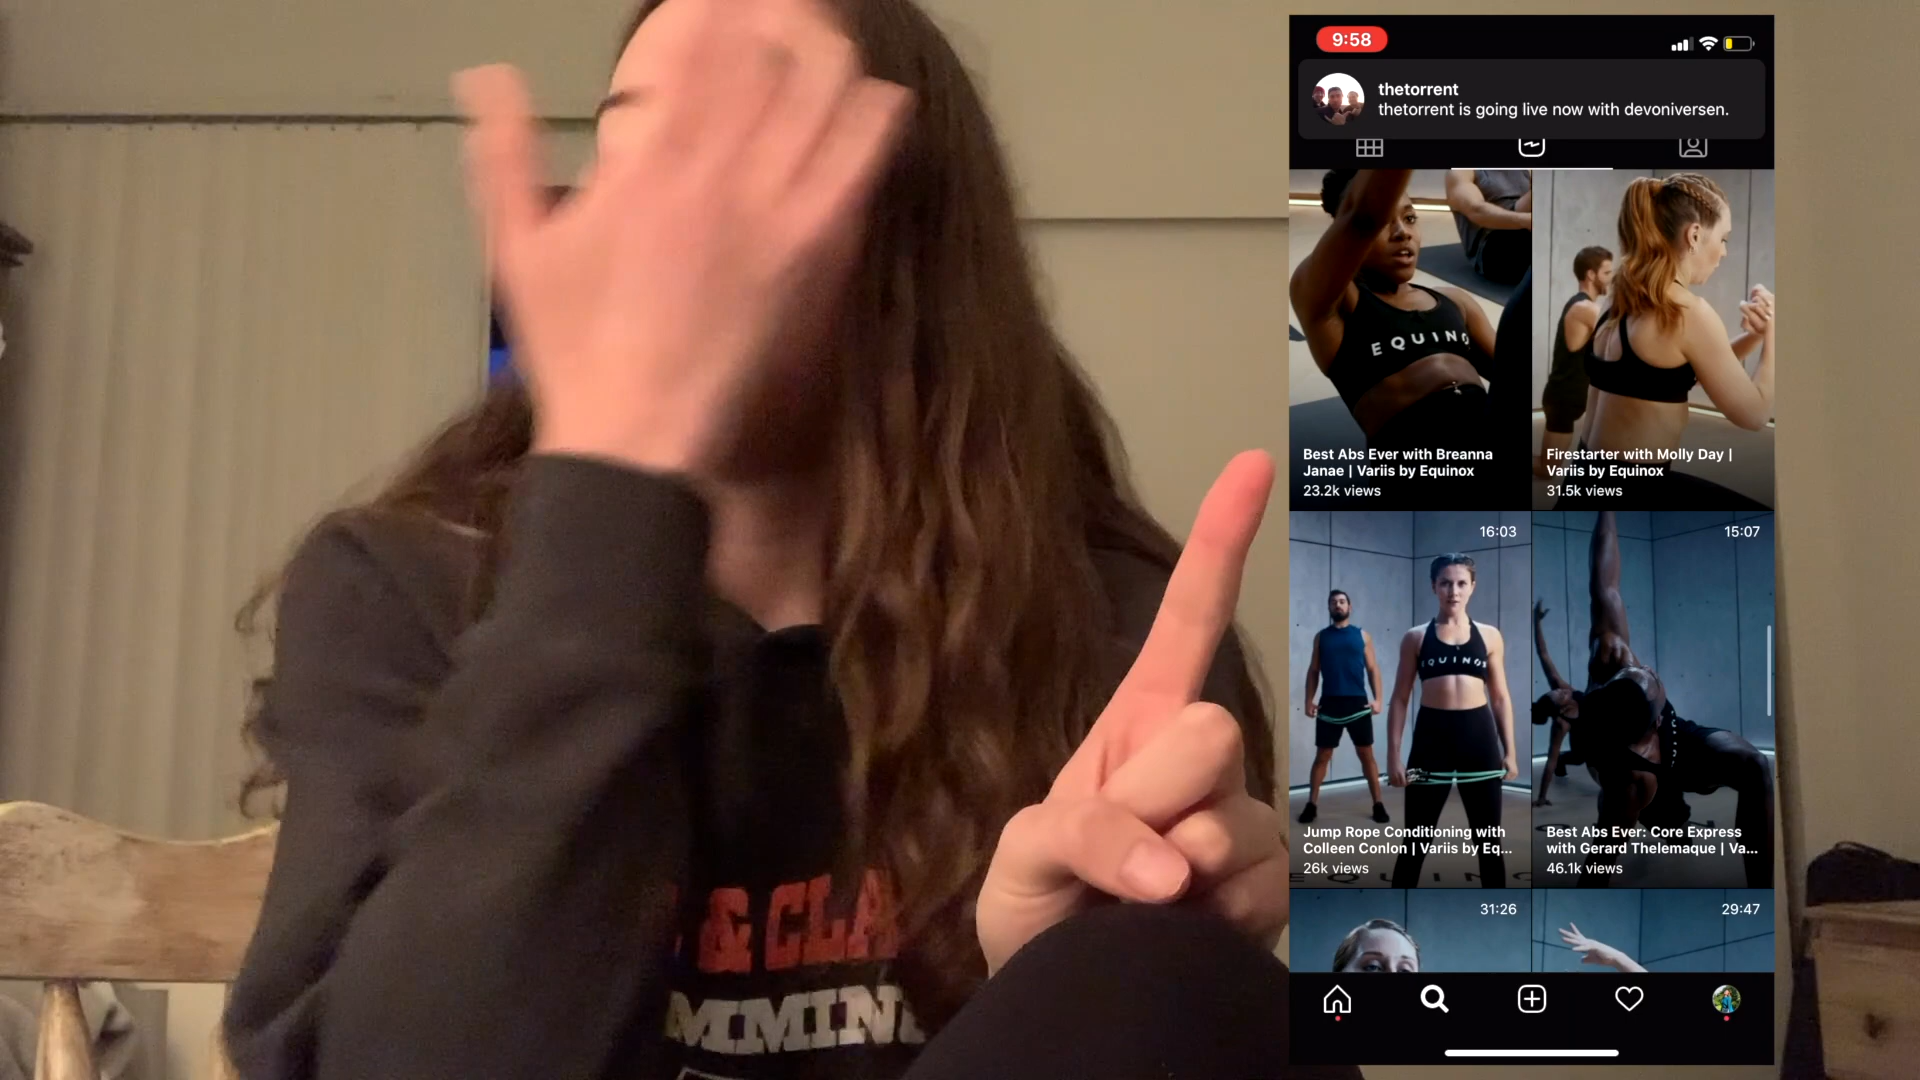 9:58
thetorrent
thetorrent is going live now with devoniversen.
EQUINO
Best Abs Ever with Breanna
Janae | Variis by Equinox
23.2k views
Firestarter with Molly Day |
Variis by Equinox
31.5k views
16:03
15:07
EQUINOX
Jump Rope Conditioning with
Colleen Conlon | Variis by Eq...
26k views
Best Abs Ever: Core Express
with Gerard Thelemaque | Va...
46.1k views
31:26
29:47
& CLA
MMIN